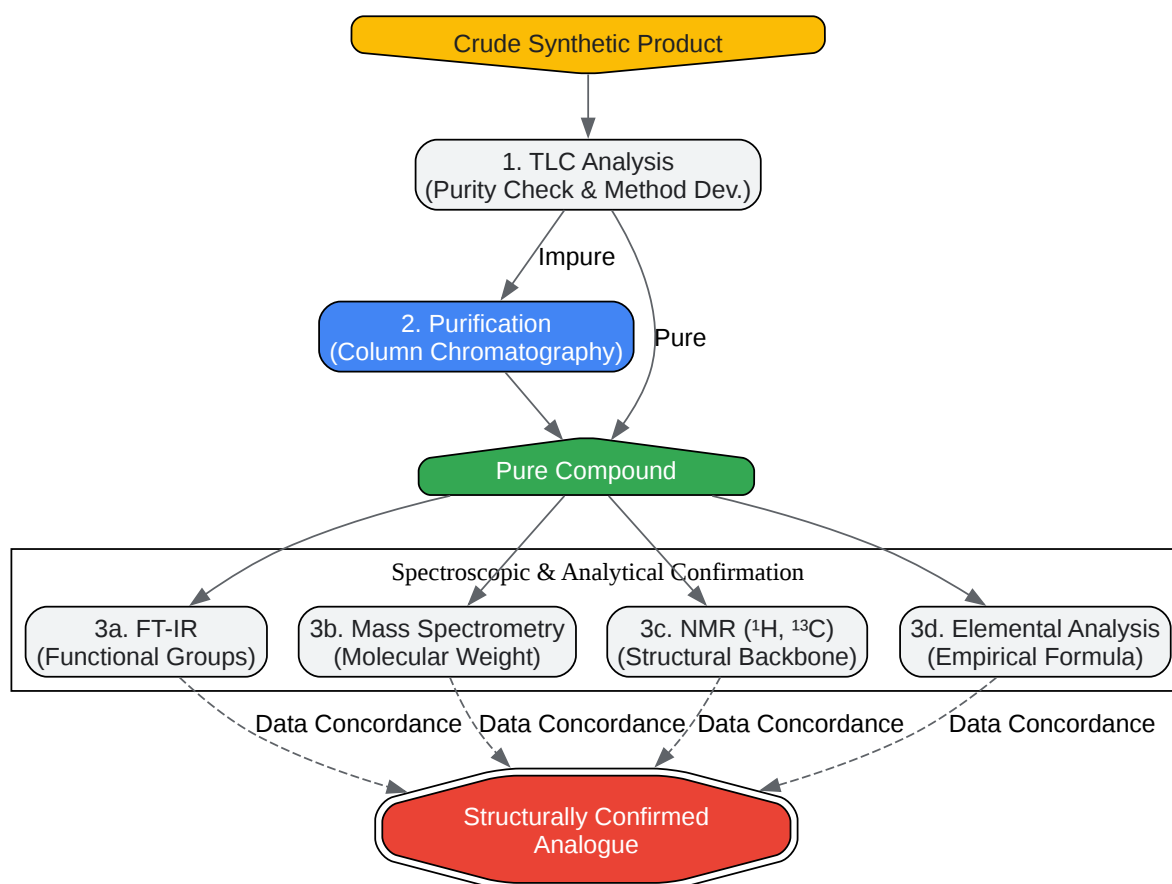 Crude Synthetic Product
1. TLC Analysis
(Purity Check & Method Dev.)
Impure
Pure
2. Purification
(Column Chromatography)
Pure Compound
Spectroscopic & Analytical Confirmation
3a. FT-IR
(Functional Groups)
3b. Mass Spectrometry
(Molecular Weight)
3c. NMR (¹H, ¹³C)
(Structural Backbone)
3d. Elemental Analysis
(Empirical Formula)
Data Concordance
Data Concordance
Data Concordance
Data Concordance
Structurally Confirmed
Analogue